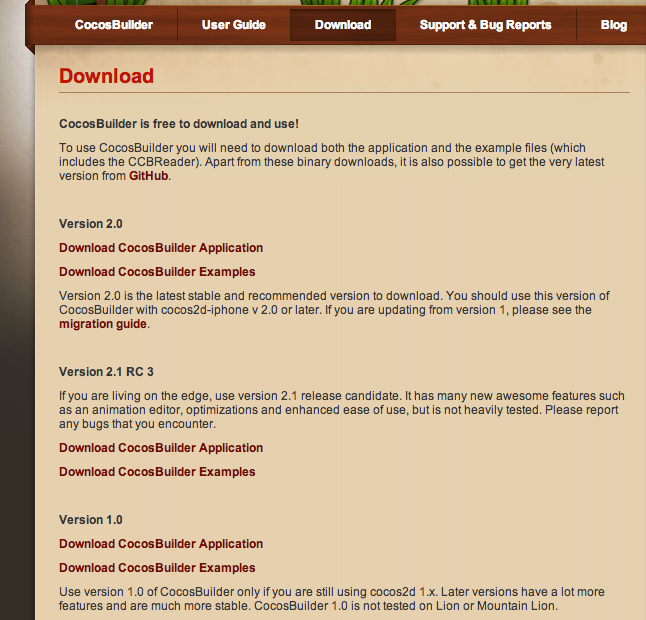 CocosBuilder User Guide Download Support & Bug Reports Blog
Download
CocosBuilder is free to download and use!
To use CocosBuilder you will need to download both the application and the example files (which
includes the CCBReader). Apart from these binary downloads, it is also possible to get the very latest
version from GitHub.
Version 2.0
Download CocosBuilder Application
Download CocosBuilder Examples
Version 2.0 is the latest stable and recommended version to download. You should use this version of
CocosBuilder with cocos2d-iphone v 2.0 or later. If you are updating from version 1, please see the
migration guide.
Version 2.1 RC 3
If you are living on the edge, use version 2.1 release candidate. It has many new awesome features such
as an animation editor, optimizations and enhanced ease of use, but is not heavily tested. Please report
any bugs that you encounter.
Download CocosBuilder Application
Download CocosBuilder Examples
Version 1.0
Download CocosBuilder Application
Download CocosBuilder Examples
Use version 1.0 of CocosBuilder only if you are still using cocos2d 1.x. Later versions have a lot more
features and are much more stable. CocosBuilder 1.0 is not tested on Lion or Mountain Lion.